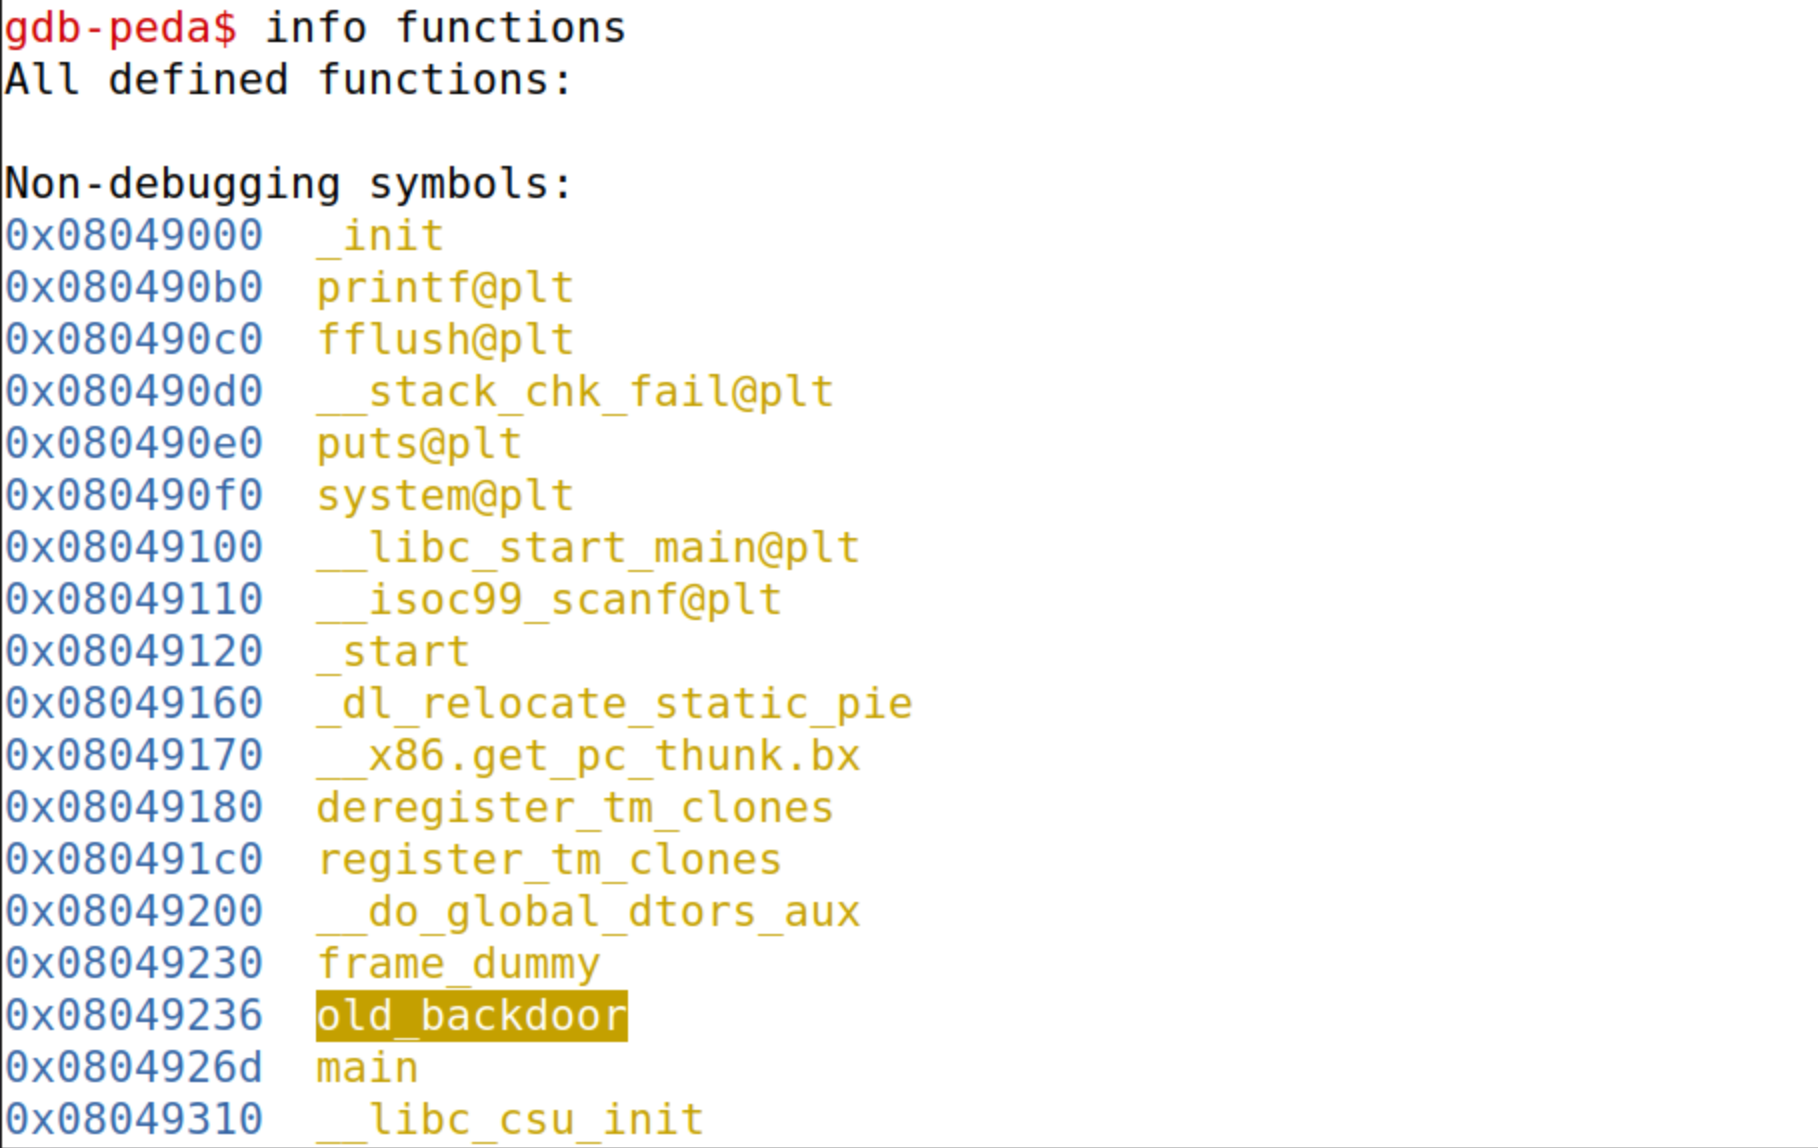 gdb-peda$ info functions
All defined functions:
Non-debugging symbols:
0x08049000  _init
0x080490b0  printf@plt
0x080490c0  fflush@plt
0x080490d0  __stack_chk_fail@plt
0x080490e0  puts@plt
0x080490f0  system@plt
0x08049100  __libc_start_main@plt
0x08049110  __isoc99_scanf@plt
0x08049120  _start
0x08049160  _dl_relocate_static_pie
0x08049170  __x86.get_pc_thunk.bx
0x08049180  deregister_tm_clones
0x080491c0  register_tm_clones
0x08049200  __do_global_dtors_aux
0x08049230  frame_dummy
0x08049236  old_backdoor
0x0804926d  main
0x08049310  __libc_csu_init